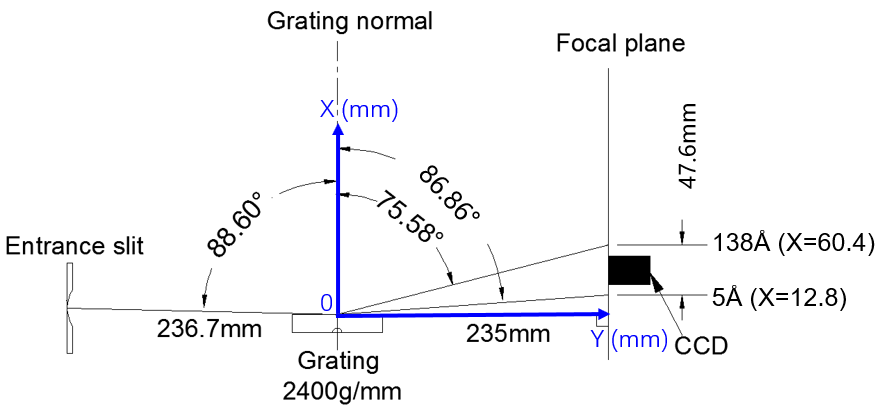 Grating normal
Focal plane
X (mm)
47.6mm
86.86°
75.58°
88.60°
Entrance slit
138Å (X=60.4)
5Å (X=12.8)
0
236.7mm
235mm
Y (mm)
CCD
Grating
2400g/mm